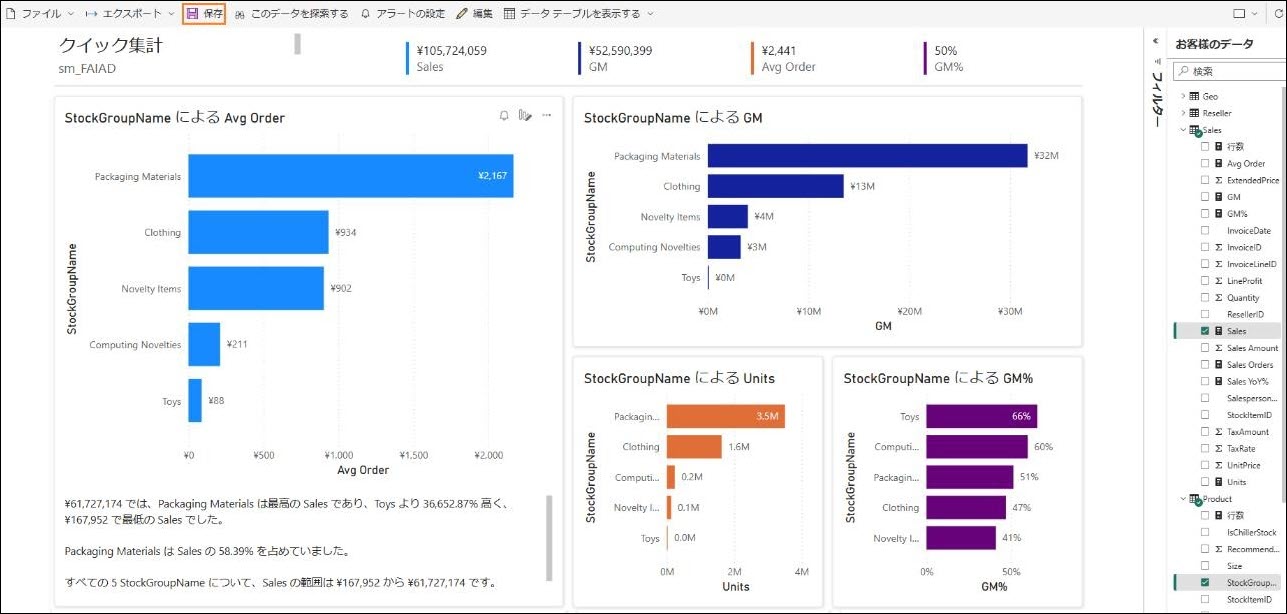 ファイル エクスポート 保存 このデータを探索する アラートの設定 編集 データ テーブルを表示する
クイック集計
sm_FAIAD
¥105,724,059
Sales
¥52,590,399
GM
¥2,441
Avg Order
50%
GM%
StockGroupName による Avg Order
StockGroupName
Packaging Materials ¥2,167
Clothing ¥934
Novelty Items ¥902
Computing Novelties ¥211
Toys ¥88
¥0 ¥500 ¥1,000 ¥1,500 ¥2,000
Avg Order
¥61,727,174 では、Packaging Materials は最高の Sales であり、Toys より 36,652.87% 高く、
¥167,952 で最低の Sales でした。
Packaging Materials は Sales の 58.39% を占めていました。
すべての 5 StockGroupName について、Sales の範囲は ¥167,952 から ¥61,727,174 です。
StockGroupName による GM
StockGroupName
Packaging Materials ¥32M
Clothing ¥13M
Novelty Items ¥4M
Computing Novelties ¥3M
Toys ¥0M
¥0M ¥10M ¥20M ¥30M
GM
StockGroupName による Units
StockGroupName
Packagin... 3.5M
Clothing 1.6M
Computi... 0.2M
Novelty I... 0.1M
Toys 0.0M
0M 2M 4M
Units
StockGroupName による GM%
StockGroupName
Toys 66%
Computi... 60%
Packagin... 51%
Clothing 47%
Novelty I... 41%
0% 50%
GM%
フィルター
お客様のデータ
検索
Geo
Reseller
Sales
行数
Avg Order
ExtendedPrice
GM
GM%
InvoiceDate
InvoiceID
InvoiceLineID
LineProfit
Quantity
ResellerID
Sales
Sales Amount
Sales Orders
Sales YoY%
Salesperson...
StockItemID
TaxAmount
TaxRate
UnitPrice
Units
Product
行数
IsChillerStock
Recommend...
Size
StockGroup...
StockItemID